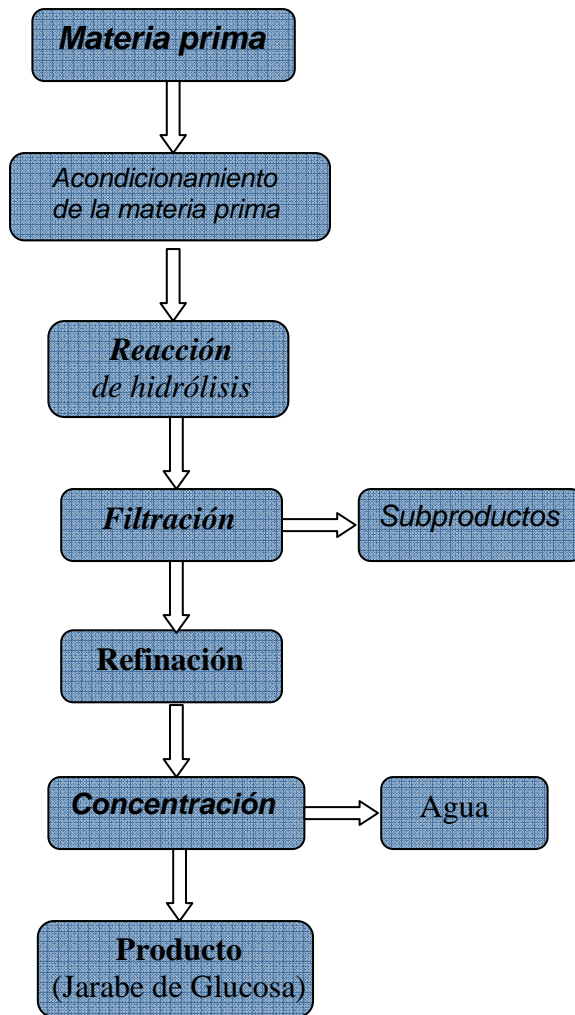 Materia prima
Acondicionamiento
de la materia prima
Reacción
de hidrólisis
Filtración
Subproductos
Refinación
Concentración
Agua
Producto
(Jarabe de Glucosa)